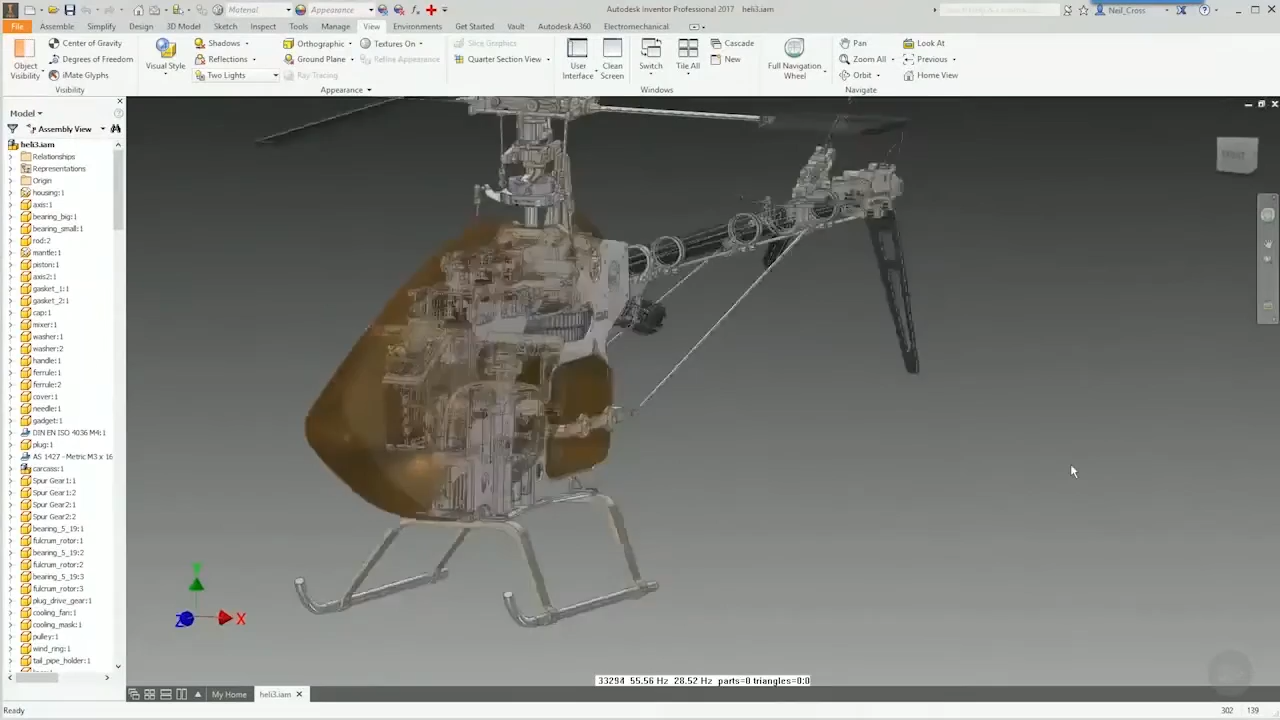 Material
Appearance
Autodesk Inventor Professional 2017 heli3.iam
Neil_Cross
File Assemble Simplify Design 3D Model Sketch Inspect Tools Manage View Environments Get Started Vault Autodesk A360 Electromechanical
Object Visibility
Center of Gravity
Degrees of Freedom
iMate Glyphs
Visibility
Visual Style
Shadows
Reflections
Two Lights
Orthographic
Ground Plane
Ray Tracing
Textures On
Refine Appearance
Appearance
Slice Graphics
Quarter Section View
User Interface
Clean Screen
Switch
Tile All
Cascade
New
Windows
Full Navigation Wheel
Pan
Zoom All
Orbit
Look At
Previous
Home View
Navigate
Model
Assembly View
heli3.iam
Relationships
Representations
Origin
housing:1
axis:1
bearing_big:1
bearing_small:1
rod:2
mantle:1
piston:1
axis2:1
gasket_1:1
gasket_2:1
cap:1
mixer:1
washer:1
washer:2
handle:1
ferrule:1
ferrule:2
cover:1
needle:1
gadget:1
DIN EN ISO 4036 M4:1
plug:1
AS 1427 - Metric M3 x 16
carcass:1
Spur Gear1:1
Spur Gear1:2
Spur Gear2:1
Spur Gear2:2
bearing_5_19:1
fulcrum_rotor:1
bearing_5_19:2
fulcrum_rotor:2
bearing_5_19:3
fulcrum_rotor:3
plug_drive_gear:1
cooling_fan:1
cooling_mask:1
pulley:1
wind_ring:1
tail_pipe_holder:1
FRONT
Y
Z
X
33294 55.56 Hz 28.52 Hz parts=0 triangles=0:0
My Home
heli3.iam
Ready
302 139